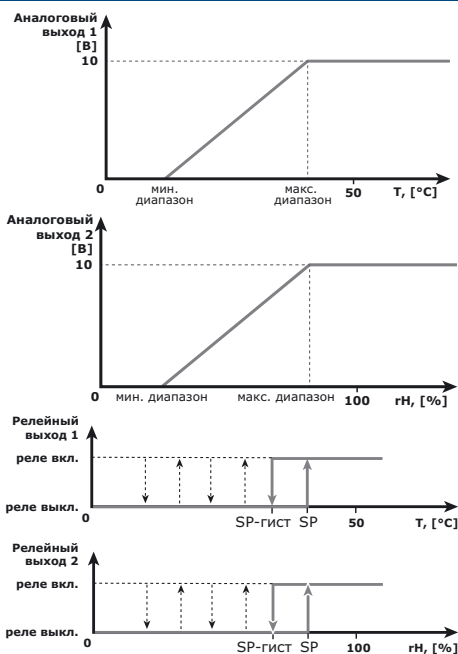 Аналоговый
выход 1
[В]
10
0
мин.
диапазон
макс.
диапазон
50
T, [°C]
Аналоговый
выход 2
[В]
10
0
мин. диапазон
макс. диапазон
100
rH, [%]
Релейный
выход 1
реле вкл.
реле выкл.
0
SP-гист
SP
50
T, [°C]
Релейный
выход 2
реле вкл.
реле выкл.
0
SP-гист
SP
100
rH, [%]